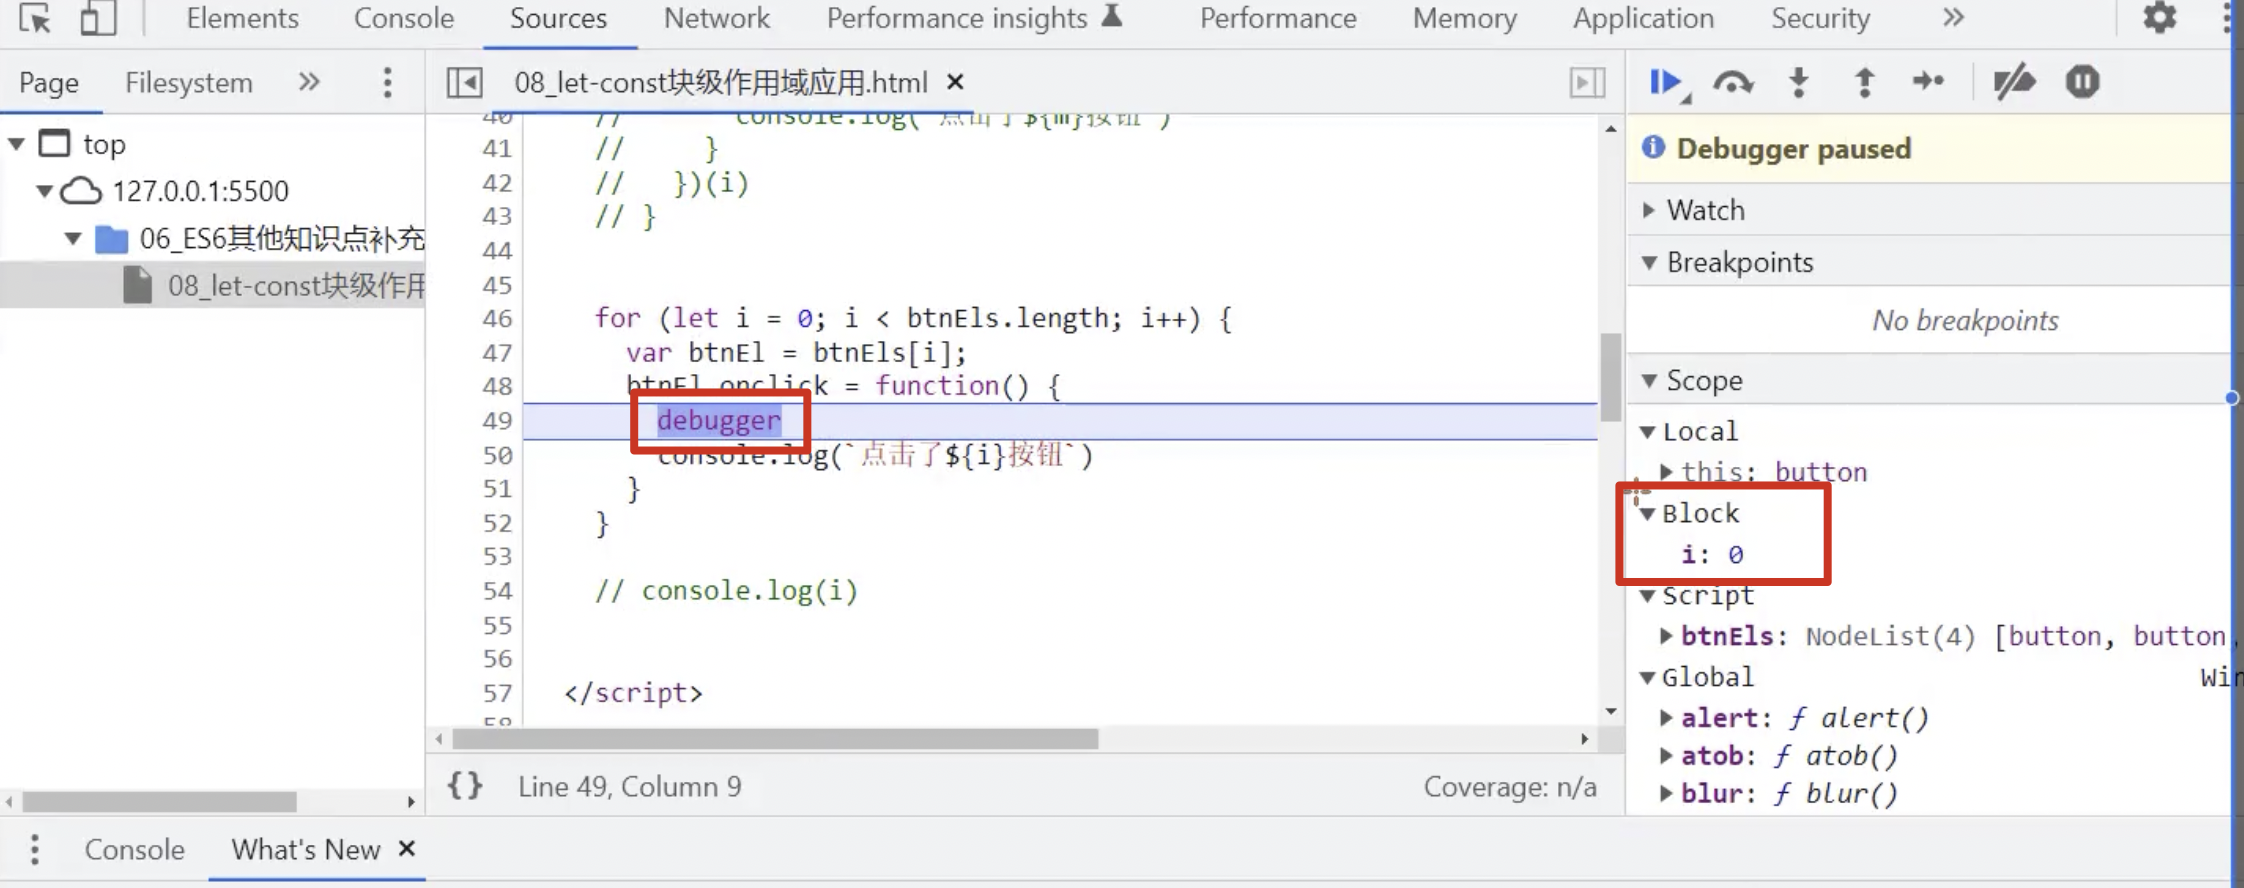 Elements Console Sources Network Performance insights Performance Memory Application Security »
Page Filesystem »
08_let-const块级作用域应用.html ×
top
127.0.0.1:5500
06_ES6其他知识点补充
08_let-const块级作用
40 // console.log(`点击了${m}按钮`)
41 // }
42 // })(i)
43 // }
44
45
46 for (let i = 0; i < btnEls.length; i++) {
47 var btnEl = btnEls[i];
48 btnEl.onclick = function() {
49 debugger
50 console.log(`点击了${i}按钮`)
51 }
52 }
53
54 // console.log(i)
55
56
57 </script>
58
{} Line 49, Column 9 Coverage: n/a
Debugger paused
Watch
Breakpoints
No breakpoints
Scope
Local
this: button
Block
i: 0
Script
btnEls: NodeList(4) [button, button,
Global Win
alert: ƒ alert()
atob: ƒ atob()
blur: ƒ blur()
Console What's New ×